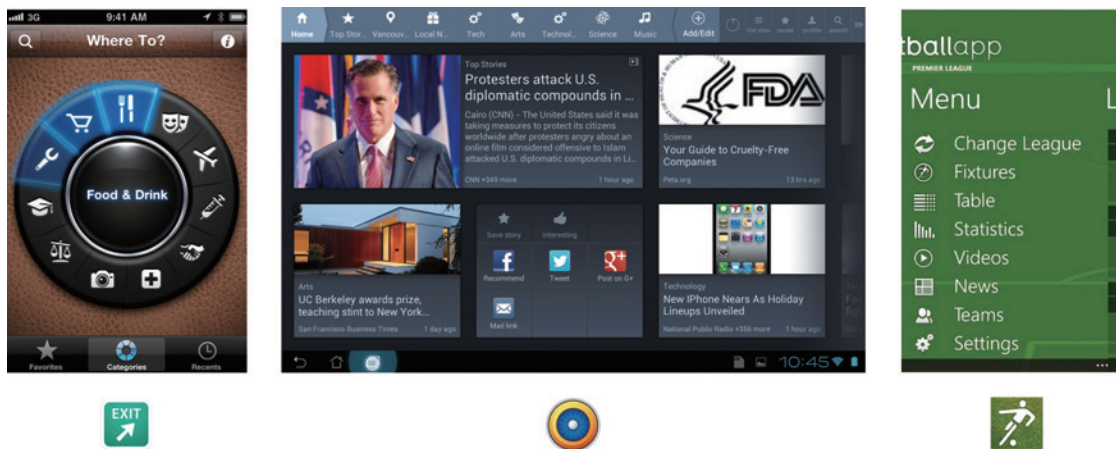 3G
9:41 AM
Where To?
Food & Drink
Favorites
Categories
Recents
EXIT
Home
Top Stor..
Vancouv..
Local N..
Tech
Arts
Technol..
Science
Music
Add/Edit
list view
saved
profile
search
Top Stories
Protesters attack U.S.
diplomatic compounds in ...
Cairo (CNN) – The United States said it was
taking measures to protect its citizens
worldwide after protesters angry about an
online film considered offensive to Islam
attacked U.S. diplomatic compounds in Li...
CNN +349 more
1 hour ago
FDA
Science
Your Guide to Cruelty-Free
Companies
Peta.org
13 hrs ago
Arts
UC Berkeley awards prize,
teaching stint to New York...
San Francisco Business Times
1 day ago
Save story
Interesting
Recommend
Tweet
Post on G+
Mail link
Technology
New IPhone Nears As Holiday
Lineups Unveiled
National Public Radio +356 more
1 hour ago
10:45
tballapp
PREMIER LEAGUE
Menu
L
Change League
Fixtures
Table
Statistics
Videos
News
Teams
Settings